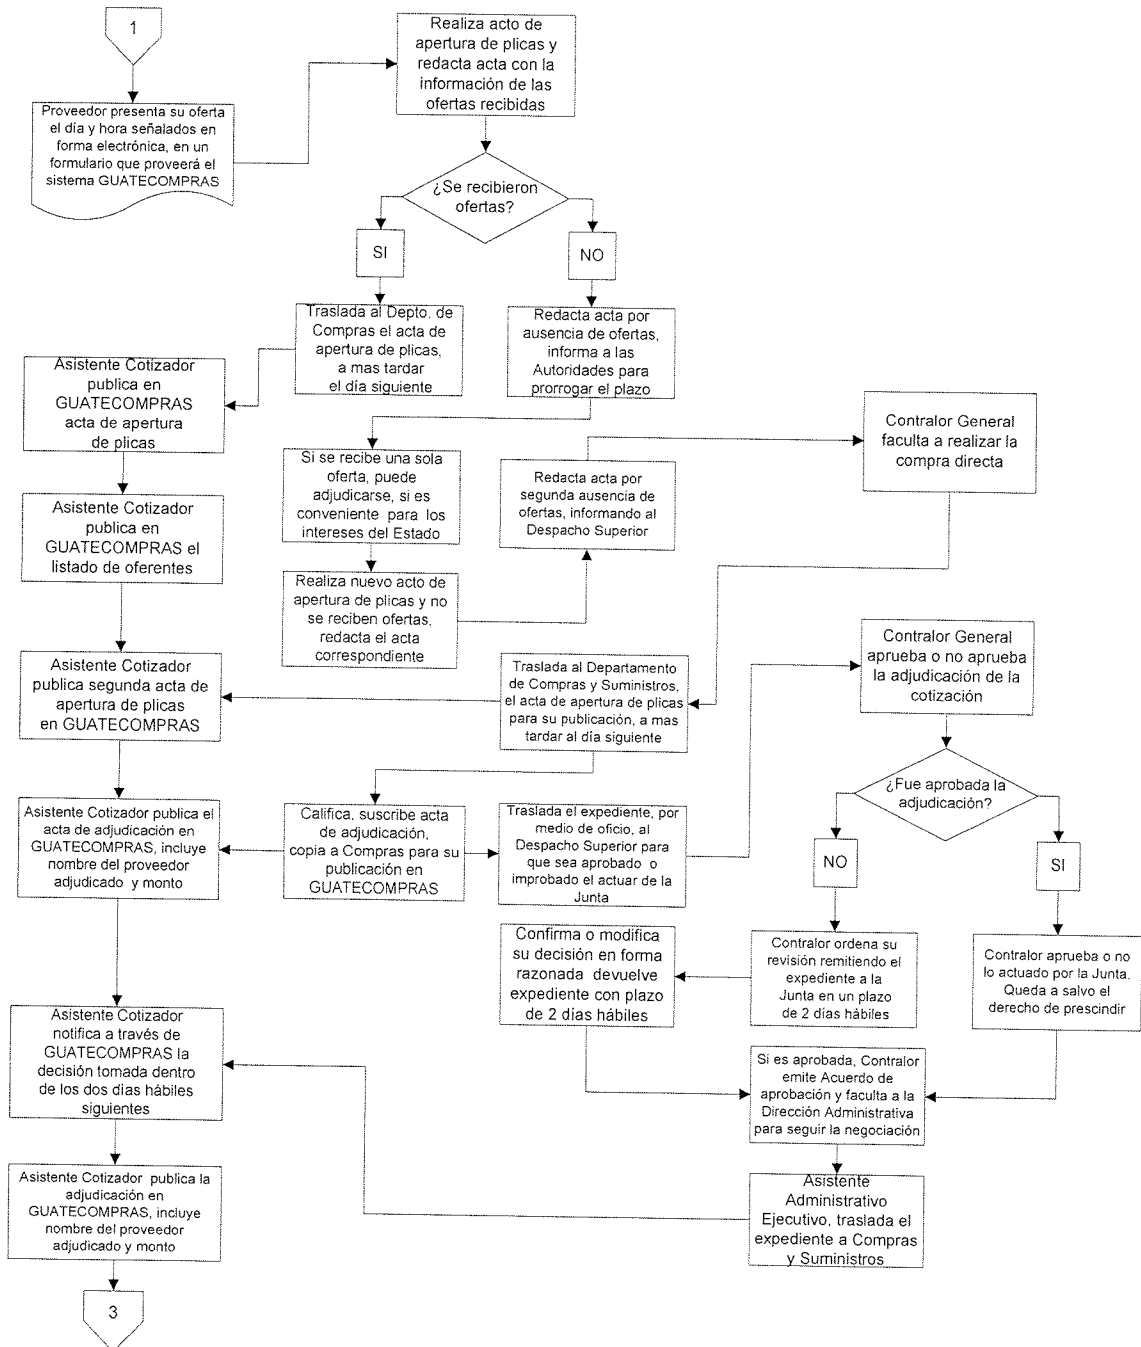 1
Realiza acto de
apertura de plicas y
redacta acta con la
información de las
ofertas recibidas
Proveedor presenta su oferta
el día y hora señalados en
forma electrónica, en un
formulario que proveerá el
sistema GUATECOMPRAS
¿Se recibieron
ofertas?
SI
NO
Traslada al Depto. de
Compras el acta de
apertura de plicas,
a mas tardar
el día siguiente
Redacta acta por
ausencia de ofertas,
informa a las
Autoridades para
prorrogar el plazo
Asistente Cotizador
publica en
GUATECOMPRAS
acta de apertura
de plicas
Si se recibe una sola
oferta, puede
adjudicarse, si es
conveniente para los
intereses del Estado
Redacta acta por
segunda ausencia de
ofertas, informando al
Despacho Superior
Contralor General
faculta a realizar la
compra directa
Asistente Cotizador
publica en
GUATECOMPRAS el
listado de oferentes
Realiza nuevo acto de
apertura de plicas y no
se reciben ofertas,
redacta el acta
correspondiente
Asistente Cotizador
publica segunda acta de
apertura de plicas
en GUATECOMPRAS
Traslada al Departamento
de Compras y Suministros,
el acta de apertura de plicas
para su publicación, a mas
tardar al día siguiente
Contralor General
aprueba o no aprueba
la adjudicación de la
cotización
¿Fue aprobada la
adjudicación?
NO
SI
Asistente Cotizador publica el
acta de adjudicación en
GUATECOMPRAS, incluye
nombre del proveedor
adjudicado y monto
Califica, suscribe acta
de adjudicación,
copia a Compras para su
publicación en
GUATECOMPRAS
Traslada el expediente, por
medio de oficio, al
Despacho Superior para
que sea aprobado o
improbado el actuar de la
Junta
Confirma o modifica
su decisión en forma
razonada devuelve
expediente con plazo
de 2 días hábiles
Contralor ordena su
revisión remitiendo el
expediente a la
Junta en un plazo
de 2 días hábiles
Contralor aprueba o no
lo actuado por la Junta.
Queda a salvo el
derecho de prescindir
Asistente Cotizador
notifica a través de
GUATECOMPRAS la
decisión tomada dentro
de los dos días hábiles
siguientes
Si es aprobada, Contralor
emite Acuerdo de
aprobación y faculta a la
Dirección Administrativa
para seguir la negociación
Asistente Cotizador publica la
adjudicación en
GUATECOMPRAS, incluye
nombre del proveedor
adjudicado y monto
Asistente
Administrativo
Ejecutivo, traslada el
expediente a Compras
y Suministros
3